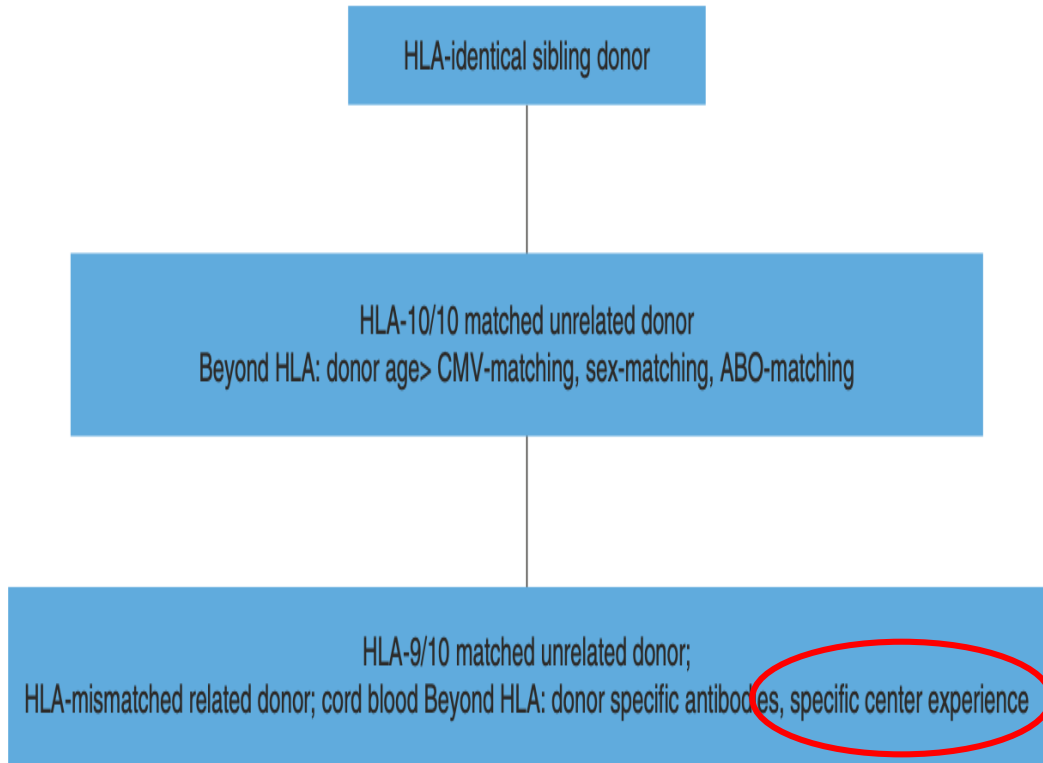 HLA-identical sibling donor
HLA-10/10 matched unrelated donor
Beyond HLA: donor age> CMV-matching, sex-matching, ABO-matching
HLA-9/10 matched unrelated donor;
HLA-mismatched related donor; cord blood Beyond HLA: donor specific antibodies, specific center experience